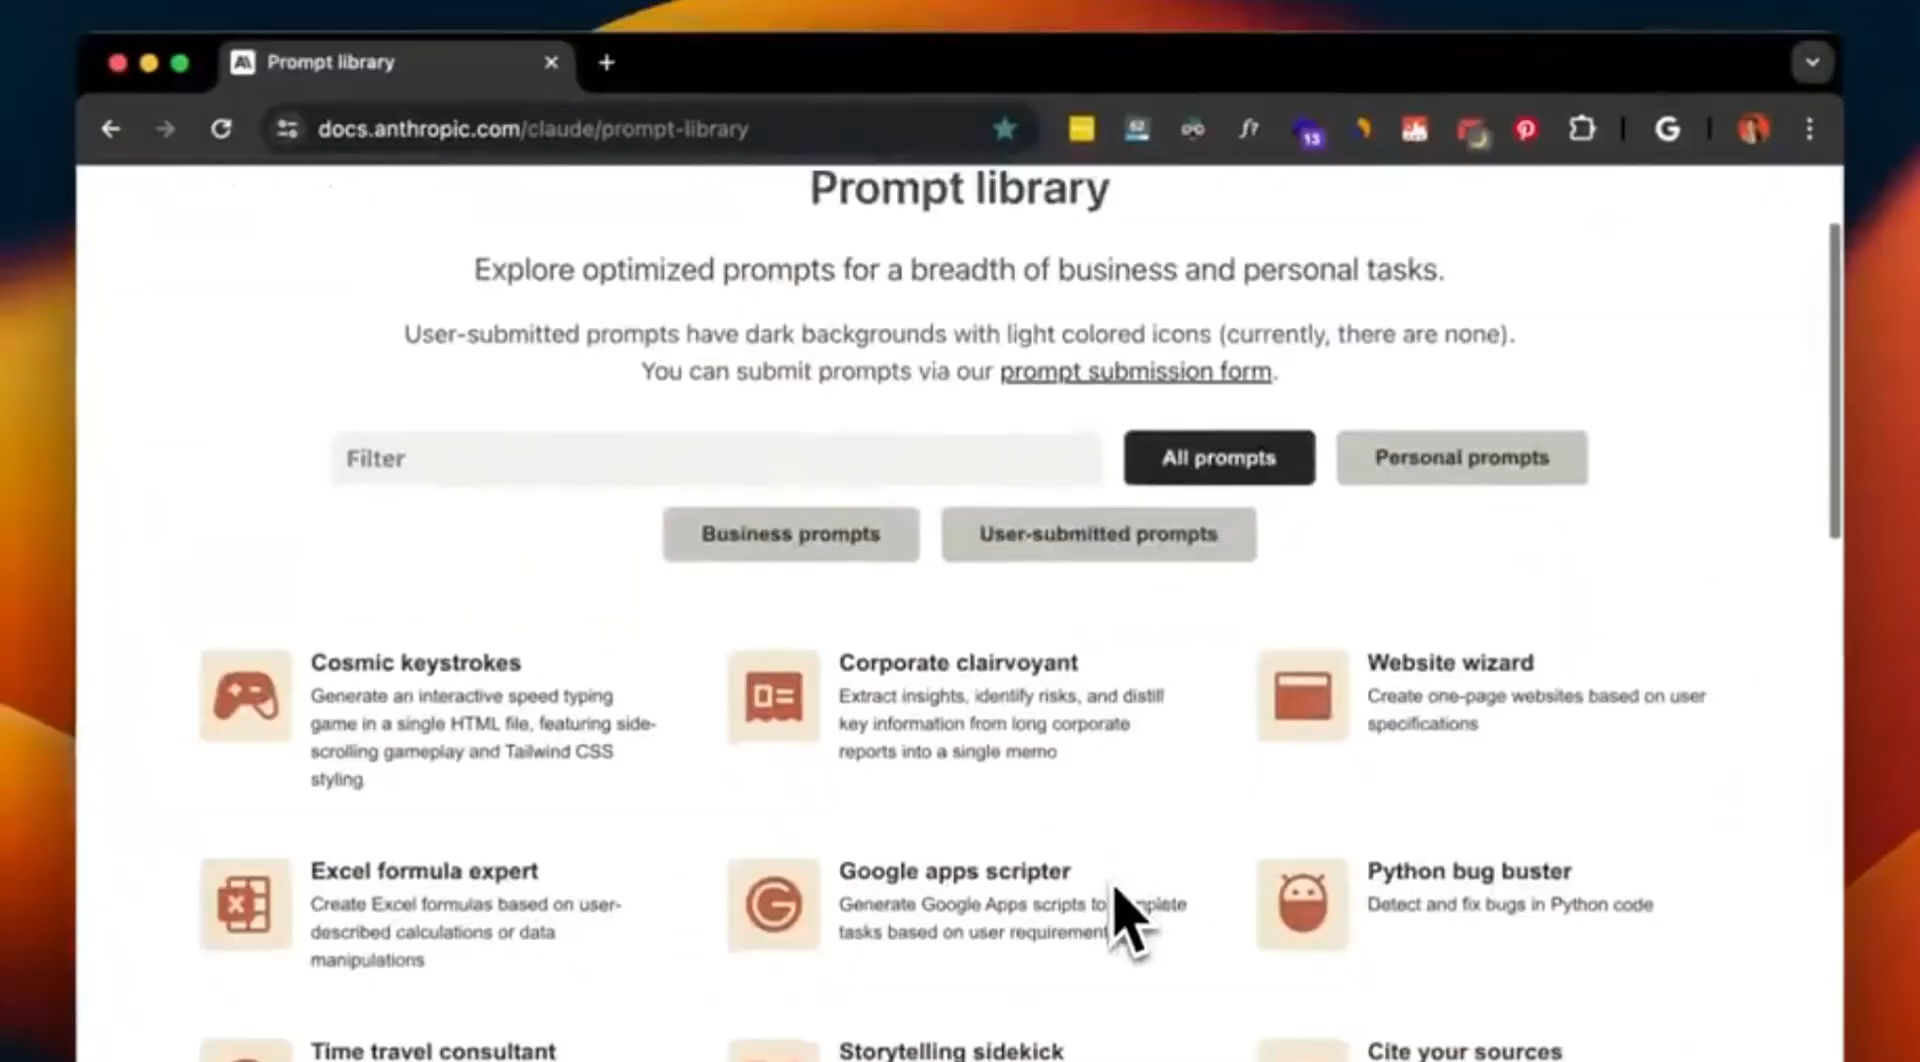 Prompt library
docs.anthropic.com/claude/prompt-library
62
f?
13
G
Prompt library
Explore optimized prompts for a breadth of business and personal tasks.
User-submitted prompts have dark backgrounds with light colored icons (currently, there are none).
You can submit prompts via our prompt submission form.
Filter
All prompts
Personal prompts
Business prompts
User-submitted prompts
Cosmic keystrokes
Generate an interactive speed typing
game in a single HTML file, featuring side-
scrolling gameplay and Tailwind CSS
styling
Corporate clairvoyant
Extract insights, identify risks, and distill
key information from long corporate
reports into a single memo
Website wizard
Create one-page websites based on user
specifications
Excel formula expert
Create Excel formulas based on user-
described calculations or data
manipulations
Google apps scripter
Generate Google Apps scripts to
tasks based on user
Python bug buster
Detect and fix bugs in Python code
Time travel consultant
Storytelling sidekick
Cite your sources